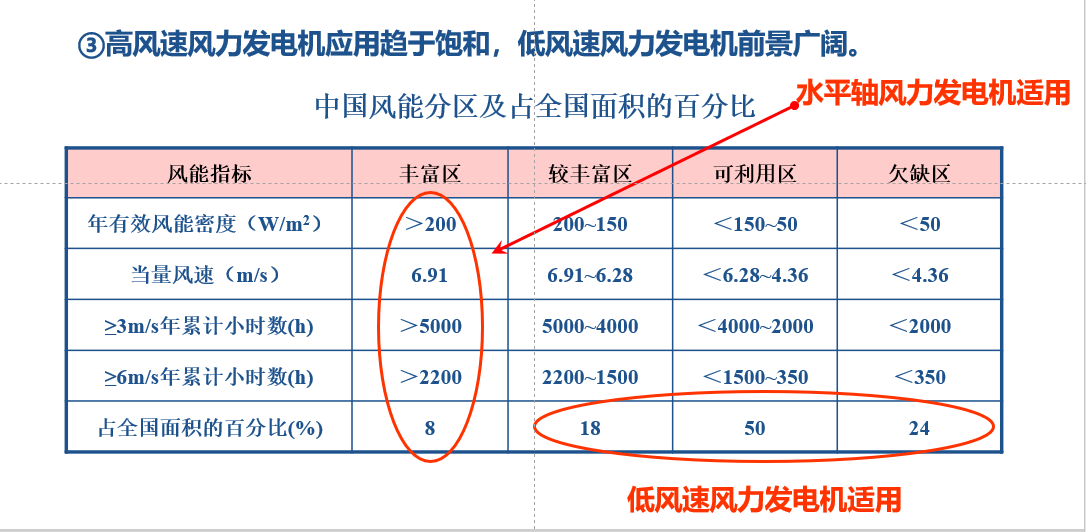 ③高风速风力发电机应用趋于饱和，低风速风力发电机前景广阔。
水平轴风力发电机适用
中国风能分区及占全国面积的百分比
风能指标 丰富区 较丰富区 可利用区 欠缺区
年有效风能密度（W/m²） ＞200 200~150 ＜150~50 ＜50
当量风速（m/s） 6.91 6.91~6.28 ＜6.28~4.36 ＜4.36
≥3m/s年累计小时数(h) ＞5000 5000~4000 ＜4000~2000 ＜2000
≥6m/s年累计小时数(h) ＞2200 2200~1500 ＜1500~350 ＜350
占全国面积的百分比(%) 8 18 50 24
低风速风力发电机适用